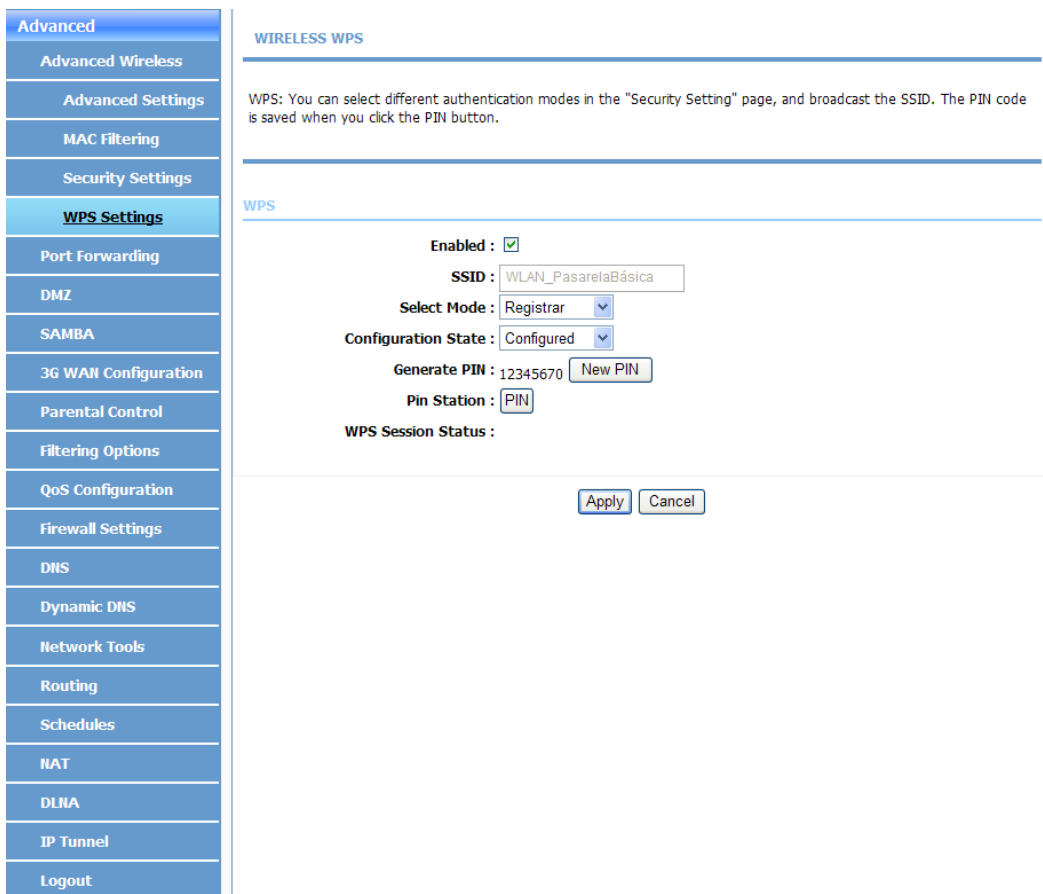 Advanced
Advanced Wireless
Advanced Settings
MAC Filtering
Security Settings
WPS Settings
Port Forwarding
DMZ
SAMBA
3G WAN Configuration
Parental Control
Filtering Options
QoS Configuration
Firewall Settings
DNS
Dynamic DNS
Network Tools
Routing
Schedules
NAT
DLNA
IP Tunnel
Logout
WIRELESS WPS
WPS: You can select different authentication modes in the "Security Setting" page, and broadcast the SSID. The PIN code
is saved when you click the PIN button.
WPS
Enabled :
SSID : WLAN_PasarelaBásica
Select Mode : Registrar
Configuration State : Configured
Generate PIN : 12345670 New PIN
Pin Station : PIN
WPS Session Status :
Apply Cancel